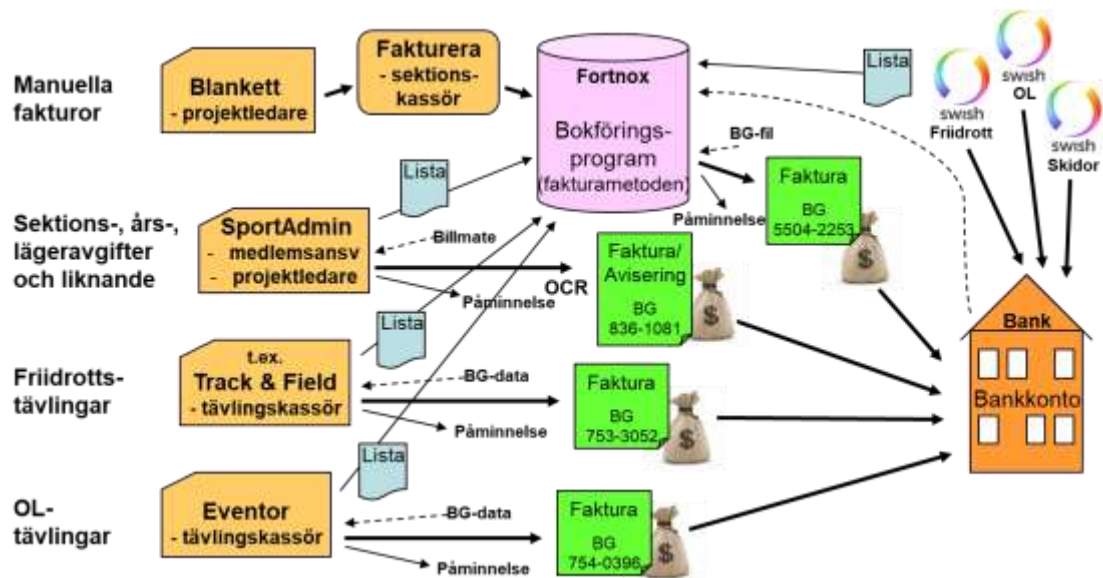 Manuella
fakturor
Blankett
- projektledare
Fakturera
- sektions-
kassör
Fortnox
Bokförings-
program
(fakturametoden)
Lista
swish
Friidrott
swish
OL
swish
Skidor
BG-fil
Påminnelse
Faktura
BG
5504-2253
$
Sektions-, års-,
lägeravgifter
och liknande
Lista
SportAdmin
- medlemsansv
- projektledare
Billmate
Påminnelse
OCR
Faktura/
Avisering
BG
836-1081
$
Bank
Bankkonto
Friidrotts-
tävlingar
Lista
t.ex.
Track & Field
- tävlingskassör
BG-data
Påminnelse
Faktura
BG
753-3052
$
OL-
tävlingar
Lista
Eventor
- tävlingskassör
BG-data
Påminnelse
Faktura
BG
754-0396
$